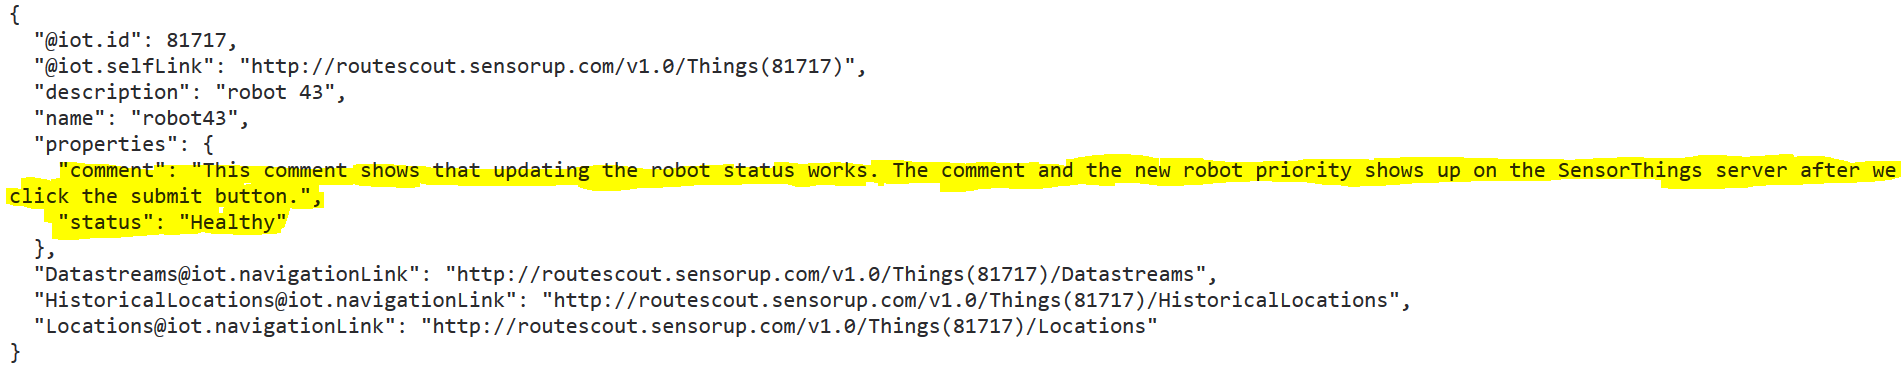 {
  "@iot.id": 81717,
  "@iot.selfLink": "http://routescout.sensorup.com/v1.0/Things(81717)",
  "description": "robot 43",
  "name": "robot43",
  "properties": {
    "comment": "This comment shows that updating the robot status works. The comment and the new robot priority shows up on the SensorThings server after we
click the submit button.",
    "status": "Healthy"
  },
  "Datastreams@iot.navigationLink": "http://routescout.sensorup.com/v1.0/Things(81717)/Datastreams",
  "HistoricalLocations@iot.navigationLink": "http://routescout.sensorup.com/v1.0/Things(81717)/HistoricalLocations",
  "Locations@iot.navigationLink": "http://routescout.sensorup.com/v1.0/Things(81717)/Locations"
}